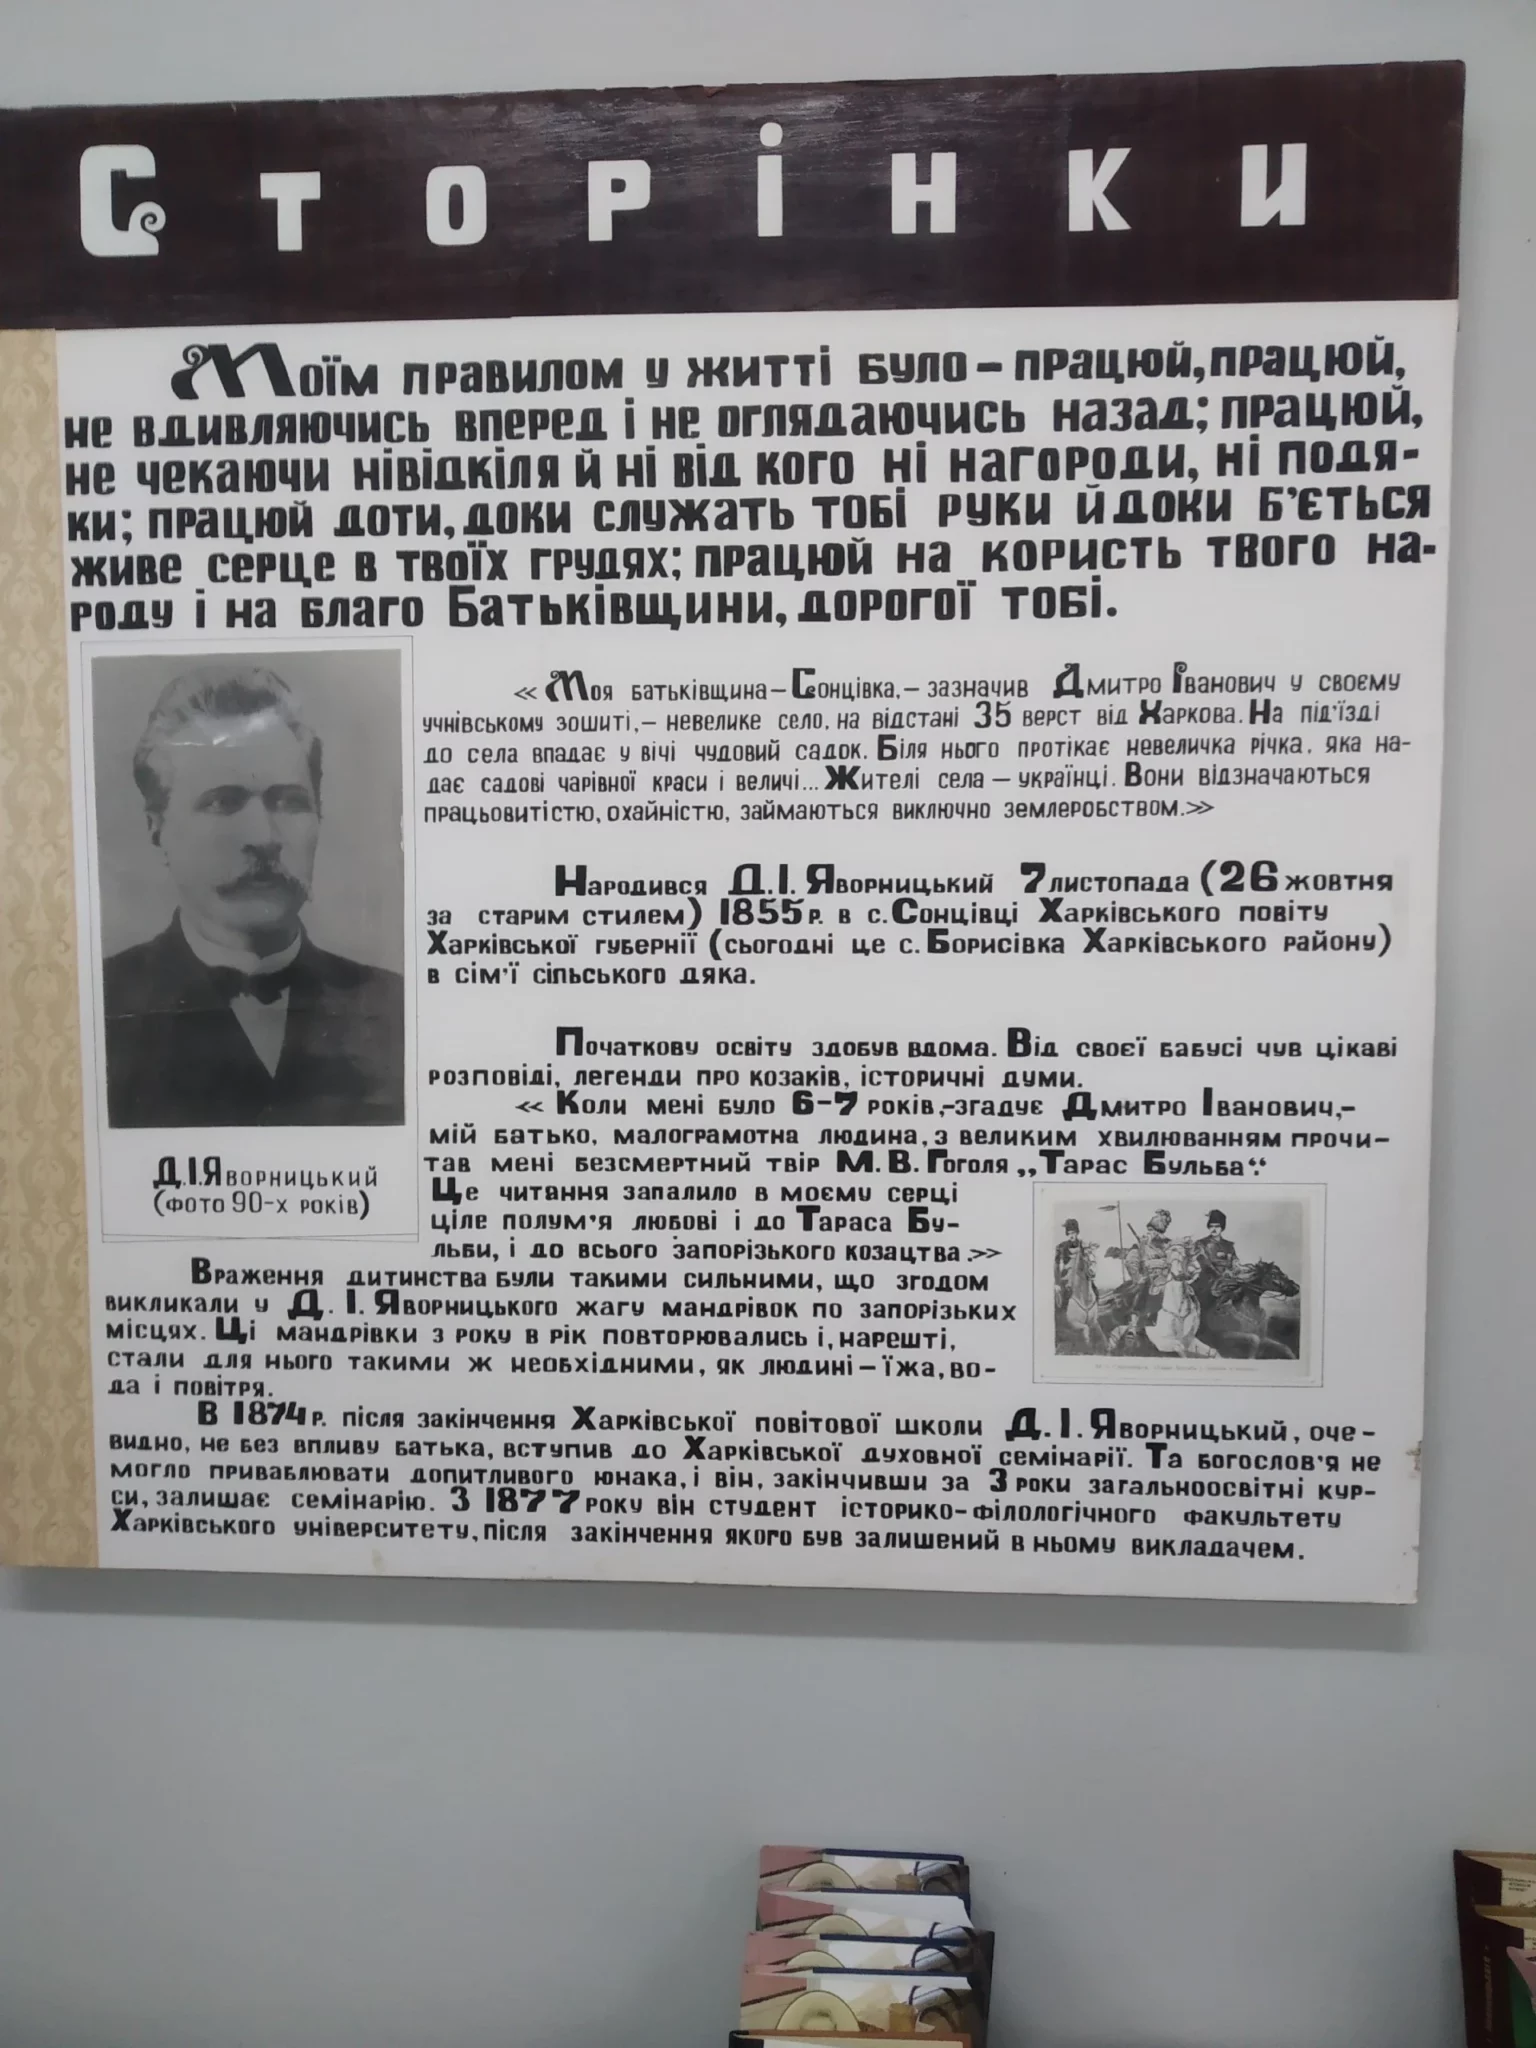 Сторінки
Моїм правилом у житті було – працюй, працюй,
не вдивляючись вперед і не оглядаючись назад; працюй,
не чекаючи нівідкіля й ні від кого ні нагороди, ні подя-
ки; працюй доти, доки служать тобі руки й доки б'ється
живе серце в твоїх грудях; працюй на користь твого на-
роду і на благо Батьківщини, дорогої тобі.
«Моя батьківщина – Сонцівка, – зазначив Дмитро Іванович у своєму
учнівському зошиті, – невелике село, на відстані 35 верст від Харкова. На під'їзді
до села впадає у вічі чудовий садок. Біля нього протікає невеличка річка, яка на-
дає садові чарівної краси і величі... Жителі села – українці. Вони відзначаються
працьовитістю, охайністю, займаються виключно землеробством.»
Народився Д.І. Яворницький 7 листопада (26 жовтня
за старим стилем) 1855 р. в с. Сонцівці Харківського повіту
Харківської губернії (сьогодні це с. Борисівка Харківського району)
в сім'ї сільського дяка.
Початкову освіту здобув вдома. Від своєї бабусі чув цікаві
розповіді, легенди про козаків, історичні думи.
«Коли мені було 6-7 років, – згадує Дмитро Іванович, –
мій батько, малограмотна людина, з великим хвилюванням прочи-
тав мені безсмертний твір М. В. Гоголя „Тарас Бульба“.
Це читання запалило в моєму серці
ціле полум'я любові і до Тараса Бу-
льби, і до всього запорізького козацтва.»
Д.І.Яворницький
(фото 90-х років)
Враження дитинства були такими сильними, що згодом
викликали у Д. І. Яворницького жагу мандрівок по запорізьких
місцях. Ці мандрівки з року в рік повторювались і, нарешті,
стали для нього такими ж необхідними, як людині – їжа, во-
да і повітря.
В 1874 р. після закінчення Харківської повітової школи Д. І. Яворницький, оче-
видно, не без впливу батька, вступив до Харківської духовної семінарії. Та богослов'я не
могло приваблювати допитливого юнака, і він, закінчивши за 3 роки загальноосвітні кур-
си, залишає семінарію. З 1877 року він студент історико-філологічного факультету
Харківського університету, після закінчення якого був залишений в ньому викладачем.